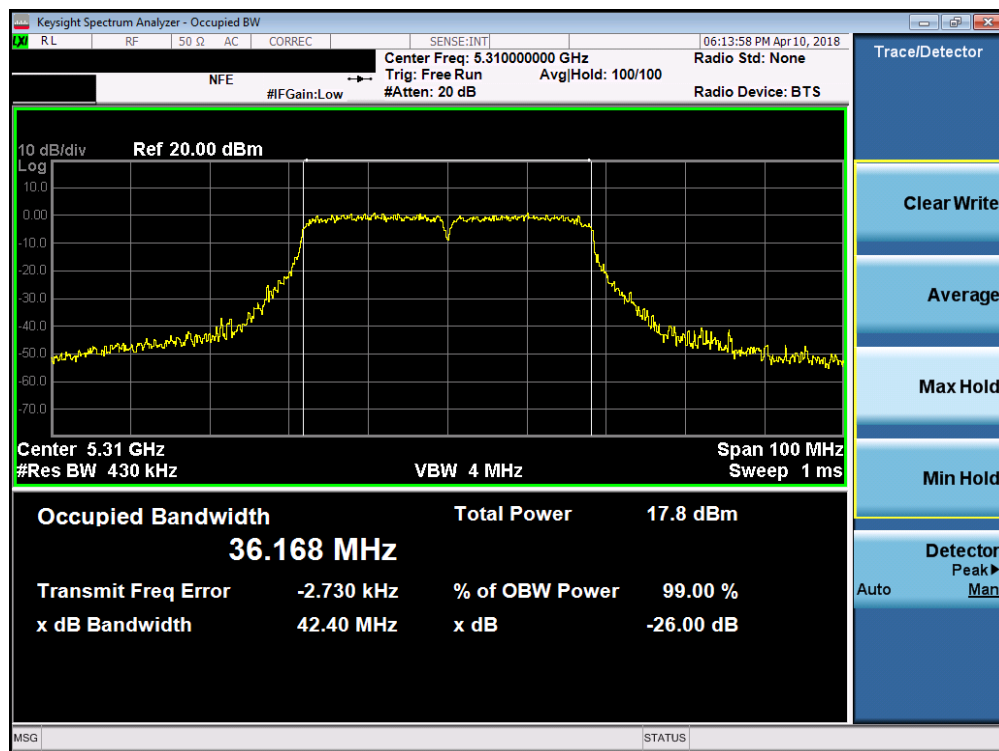 Keysight Spectrum Analyzer - Occupied BW
LXI RL RF 50 Ω AC CORREC SENSE:INT 06:13:58 PM Apr 10, 2018
Center Freq: 5.310000000 GHz Radio Std: None
NFE Trig: Free Run Avg|Hold: 100/100
#IFGain:Low #Atten: 20 dB Radio Device: BTS
10 dB/div Ref 20.00 dBm
Log
10.0
0.00
-10.0
-20.0
-30.0
-40.0
-50.0
-60.0
-70.0
Center 5.31 GHz Span 100 MHz
#Res BW 430 kHz VBW 4 MHz Sweep 1 ms
Occupied Bandwidth Total Power 17.8 dBm
36.168 MHz
Transmit Freq Error -2.730 kHz % of OBW Power 99.00 %
x dB Bandwidth 42.40 MHz x dB -26.00 dB
MSG STATUS
Trace/Detector
Clear Write
Average
Max Hold
Min Hold
Detector
Peak▶
Auto Man